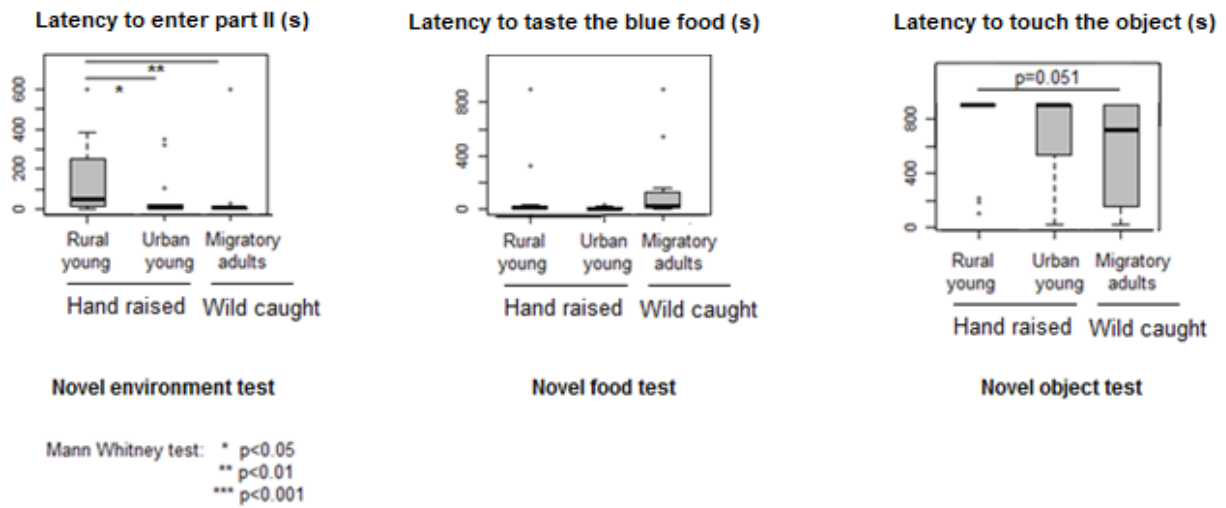 Latency to enter part II (s)
600
400
200
0
**
*
Rural young
Urban young
Migratory adults
Hand raised
Wild caught
Novel environment test
Mann Whitney test: * p<0.05
** p<0.01
*** p<0.001
Latency to taste the blue food (s)
800
400
0
Rural young
Urban young
Migratory adults
Hand raised
Wild caught
Novel food test
Latency to touch the object (s)
800
400
0
p=0.051
Rural young
Urban young
Migratory adults
Hand raised
Wild caught
Novel object test